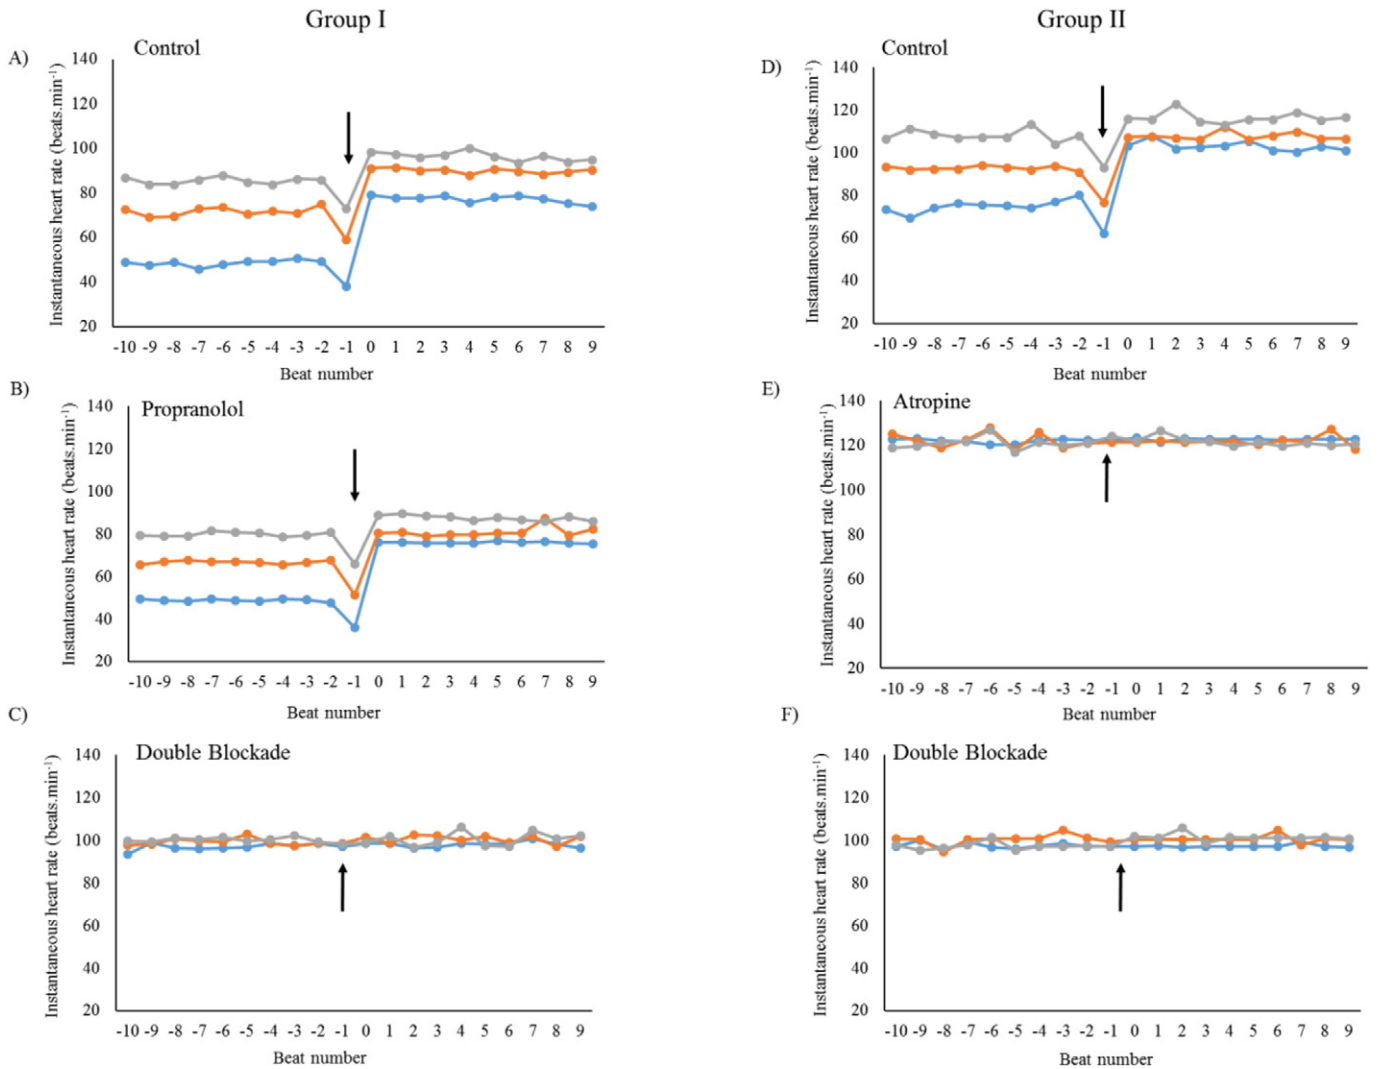 Group I
A)
Control
Instantaneous heart rate (beats.min⁻¹)
140
120
100
80
60
40
20
-10 -9 -8 -7 -6 -5 -4 -3 -2 -1 0 1 2 3 4 5 6 7 8 9
Beat number
B)
Propranolol
Instantaneous heart rate (beats.min⁻¹)
140
120
100
80
60
40
20
-10 -9 -8 -7 -6 -5 -4 -3 -2 -1 0 1 2 3 4 5 6 7 8 9
Beat number
C)
Double Blockade
Instantaneous heart rate (beats.min⁻¹)
140
120
100
80
60
40
20
-10 -9 -8 -7 -6 -5 -4 -3 -2 -1 0 1 2 3 4 5 6 7 8 9
Beat number
Group II
D)
Control
Instantaneous heart rate (beats.min⁻¹)
140
120
100
80
60
40
20
-10 -9 -8 -7 -6 -5 -4 -3 -2 -1 0 1 2 3 4 5 6 7 8 9
Beat number
E)
Atropine
Instantaneous heart rate (beats.min⁻¹)
140
120
100
80
60
40
20
-10 -9 -8 -7 -6 -5 -4 -3 -2 -1 0 1 2 3 4 5 6 7 8 9
Beat number
F)
Double Blockade
Instantaneous heart rate (beats.min⁻¹)
140
120
100
80
60
40
20
-10 -9 -8 -7 -6 -5 -4 -3 -2 -1 0 1 2 3 4 5 6 7 8 9
Beat number